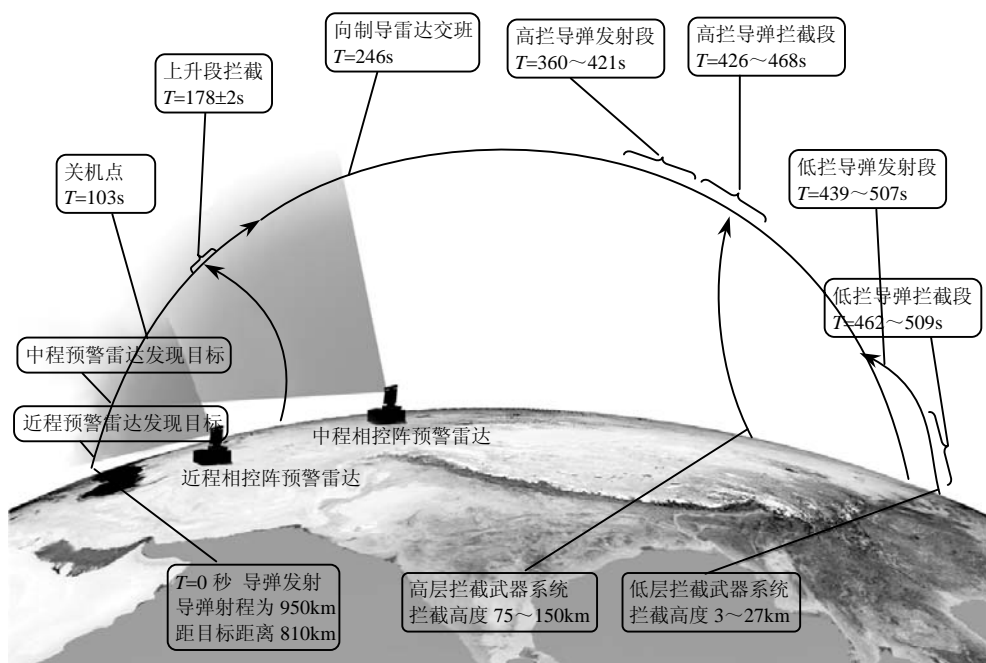 向制导雷达交班
T=246s
高拦导弹发射段
T=360～421s
高拦导弹拦截段
T=426～468s
上升段拦截
T=178±2s
关机点
T=103s
低拦导弹发射段
T=439～507s
低拦导弹拦截段
T=462～509s
中程预警雷达发现目标
近程预警雷达发现目标
中程相控阵预警雷达
近程相控阵预警雷达
T=0 秒 导弹发射
导弹射程为 950km
距目标距离 810km
高层拦截武器系统
拦截高度 75～150km
低层拦截武器系统
拦截高度 3～27km